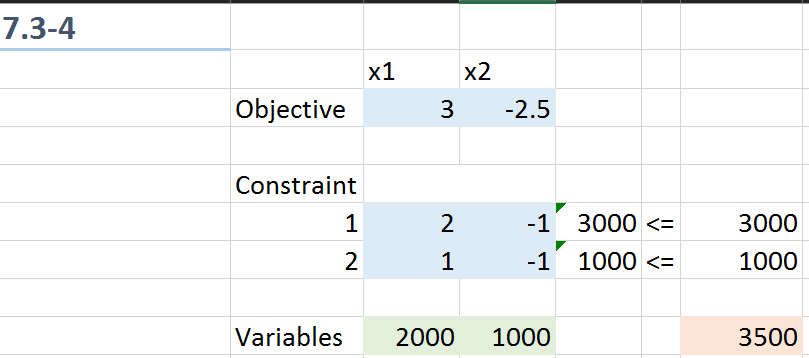 7.3-4
x1 x2
Objective 3 -2.5
Constraint
1 2 -1 3000 <= 3000
2 1 -1 1000 <= 1000
Variables 2000 1000 3500